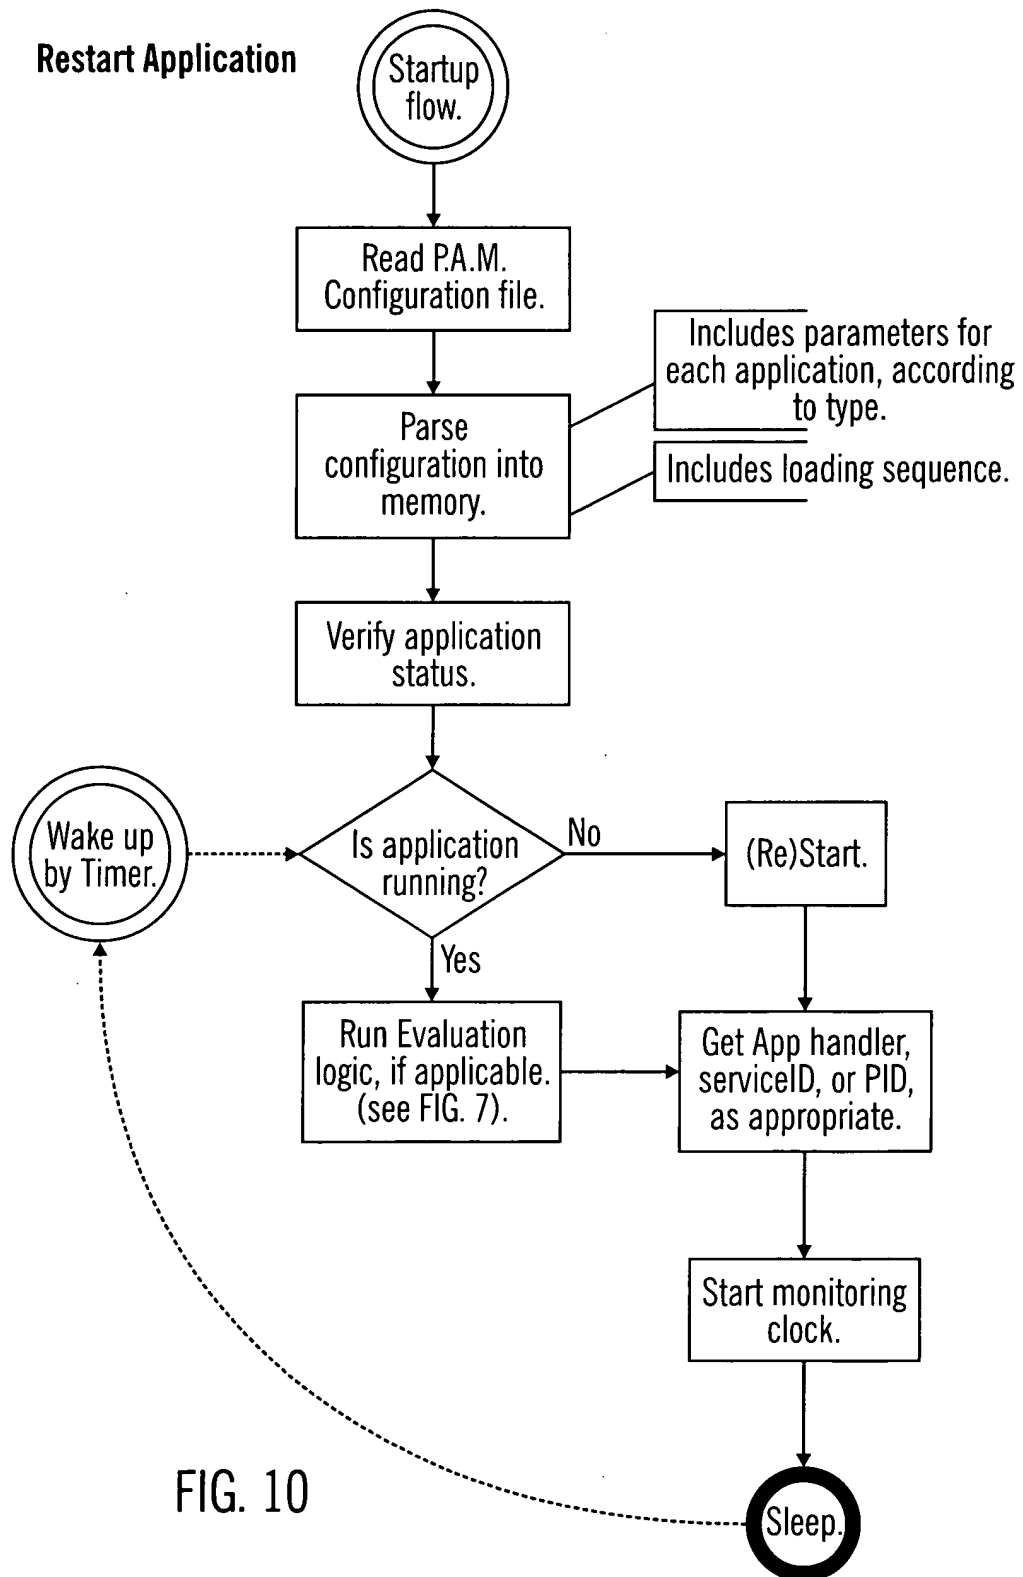 Restart Application
Startup
flow.
Read P.A.M.
Configuration file.
Includes parameters for
each application, according
to type.
Parse
configuration into
memory.
Includes loading sequence.
Verify application
status.
Wake up
by Timer.
Is application
running?
No
(Re)Start.
Yes
Run Evaluation
logic, if applicable.
(see FIG. 7).
Get App handler,
serviceID, or PID,
as appropriate.
Start monitoring
clock.
FIG. 10
Sleep.